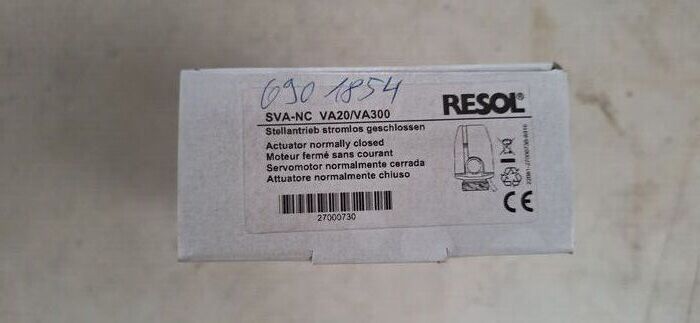 690 1854
RESOL®
SVA-NC VA20/VA300
Stellantrieb stromlos geschlossen
Actuator normally closed
Moteur fermé sans courant
Servomotor normalmente cerrada
Attuatore normalmente chiuso
27000730
CE